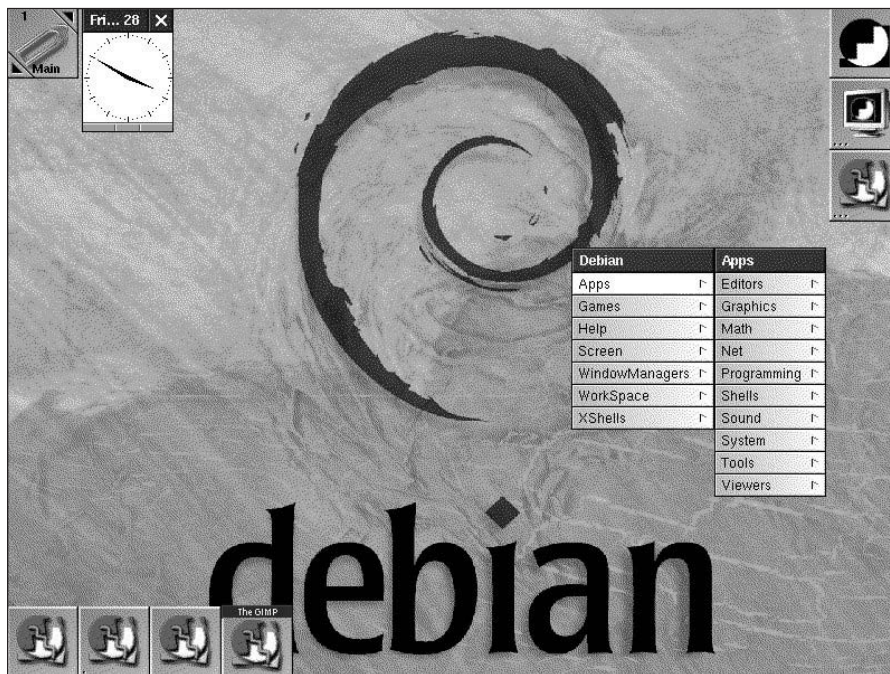 1
Main
Fri... 28
Debian
Apps
Games
Help
Screen
WindowManagers
WorkSpace
XShells
Apps
Editors
Graphics
Math
Net
Programming
Shells
Sound
System
Tools
Viewers
debian
The GIMP